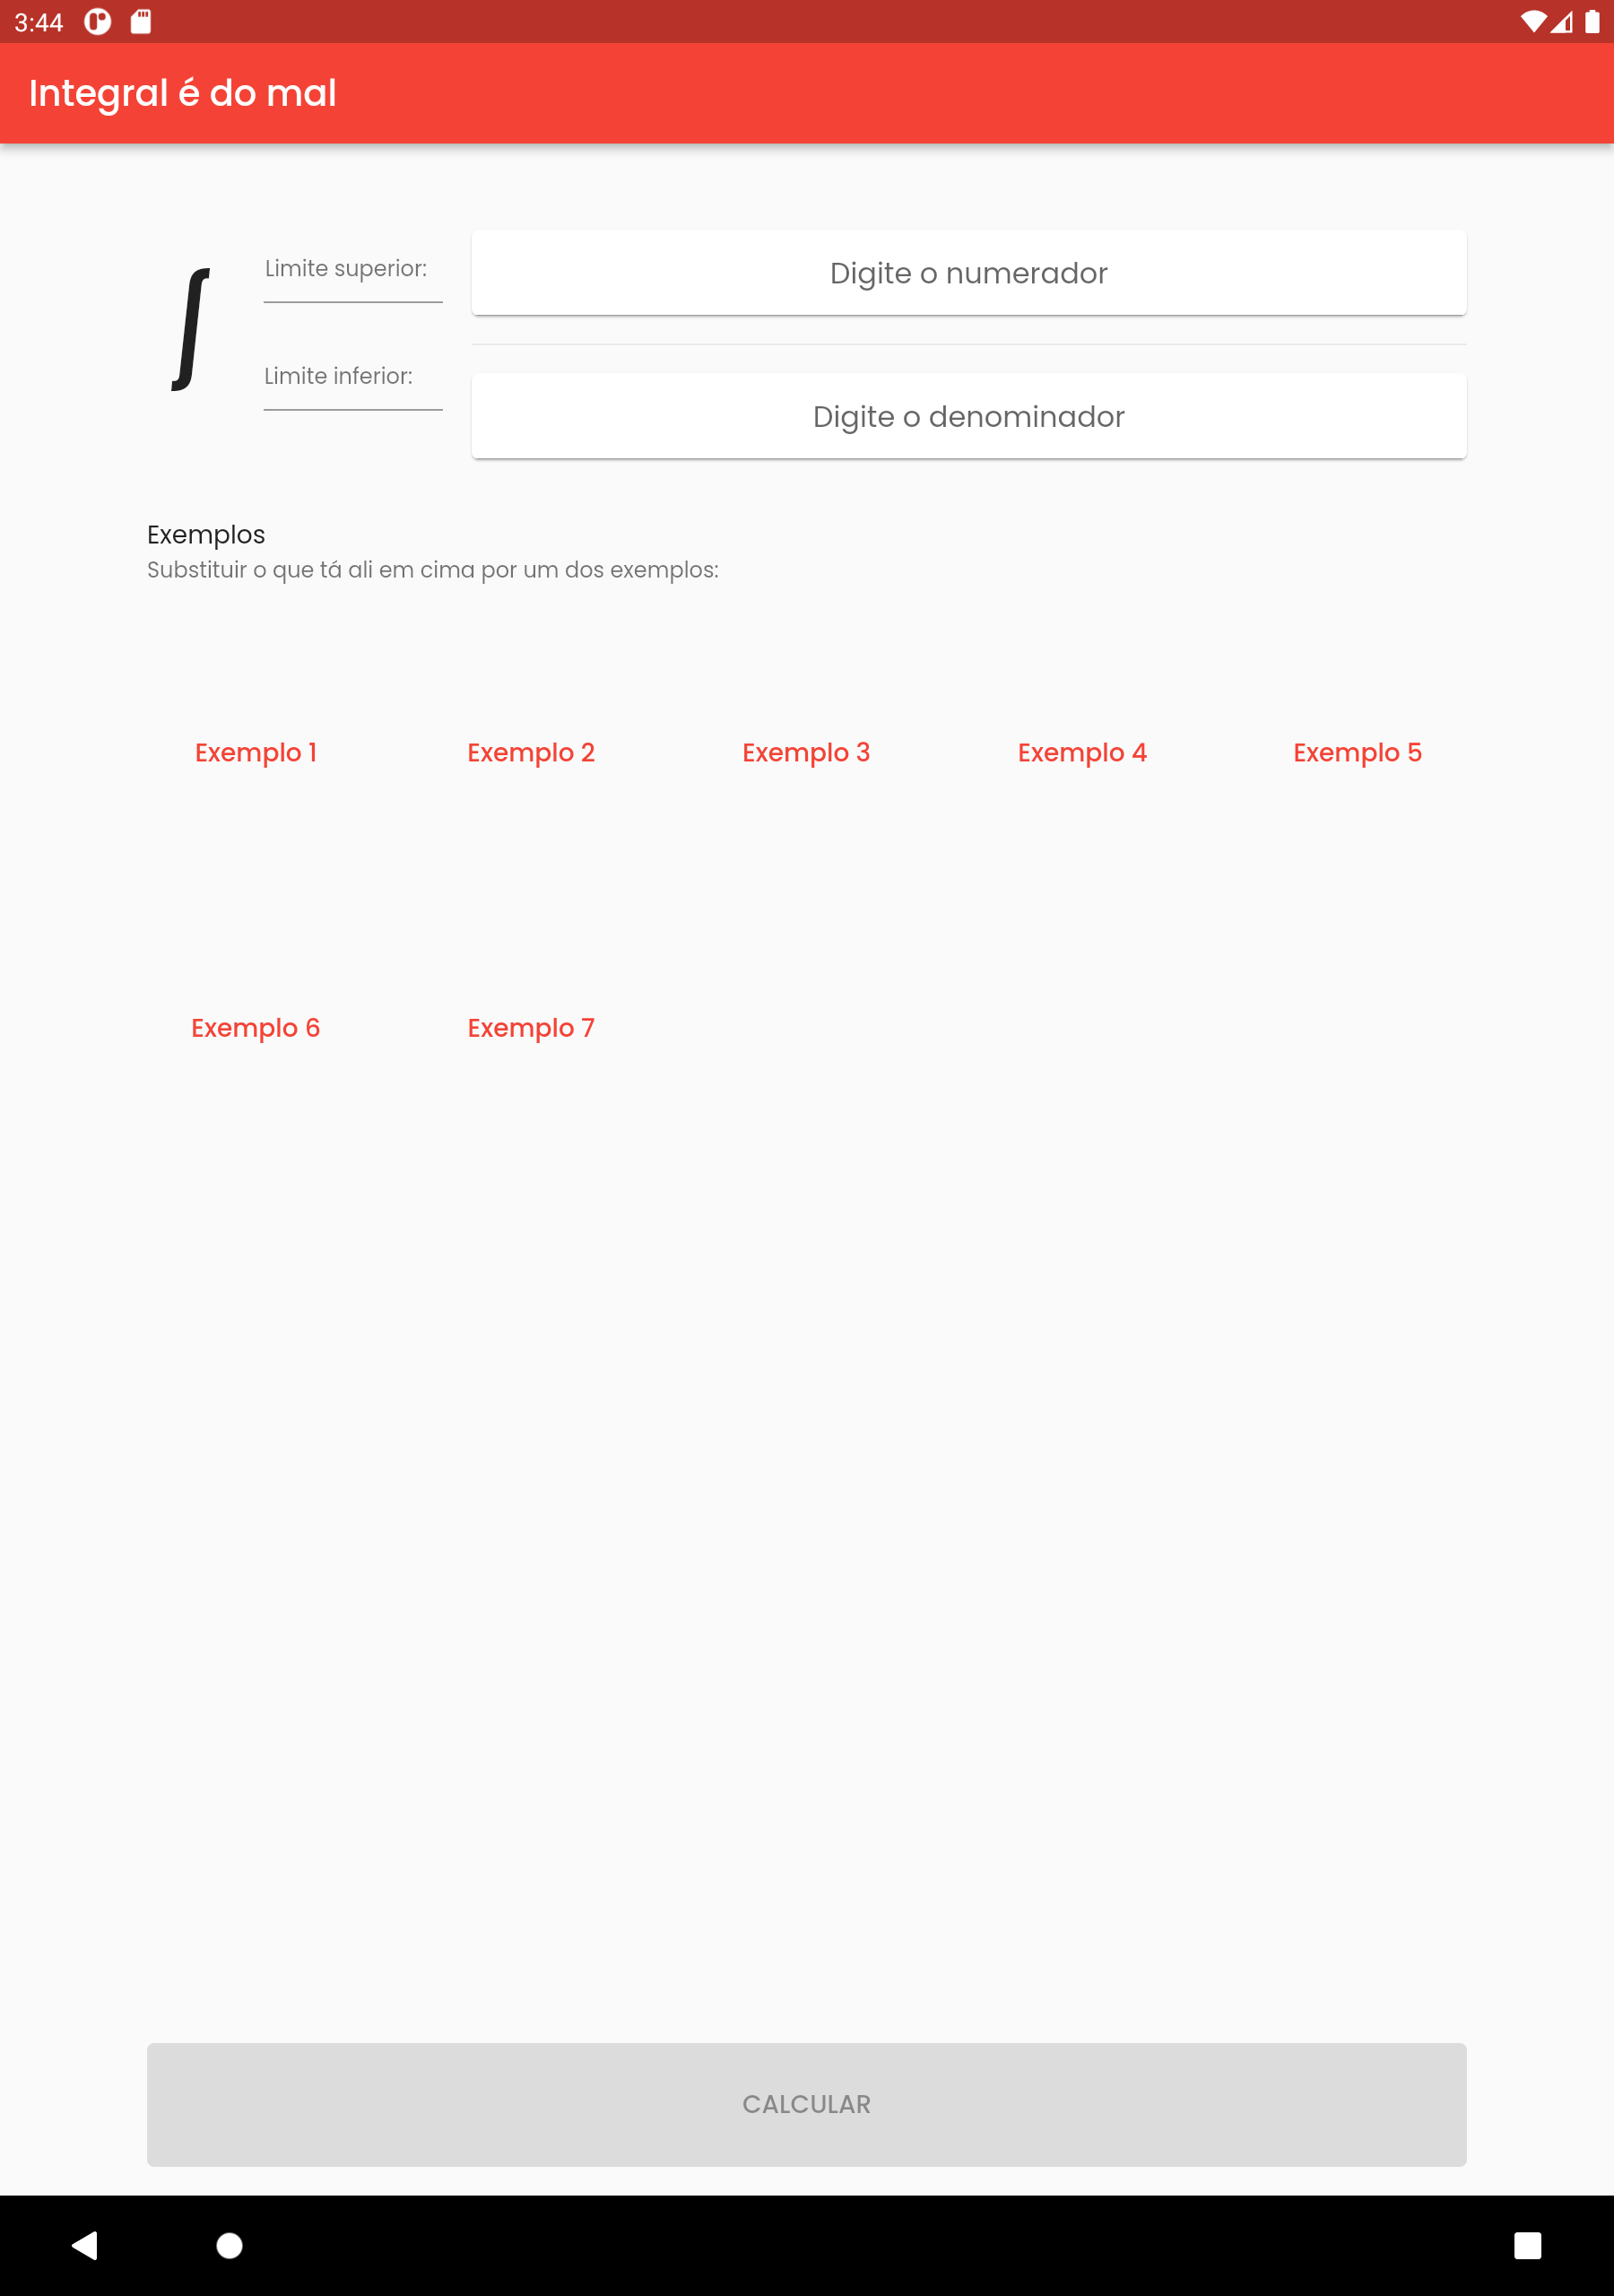 3:44
Integral é do mal
∫
Limite superior:
Digite o numerador
Limite inferior:
Digite o denominador
Exemplos
Substituir o que tá ali em cima por um dos exemplos:
Exemplo 1 Exemplo 2 Exemplo 3 Exemplo 4 Exemplo 5
Exemplo 6 Exemplo 7
CALCULAR